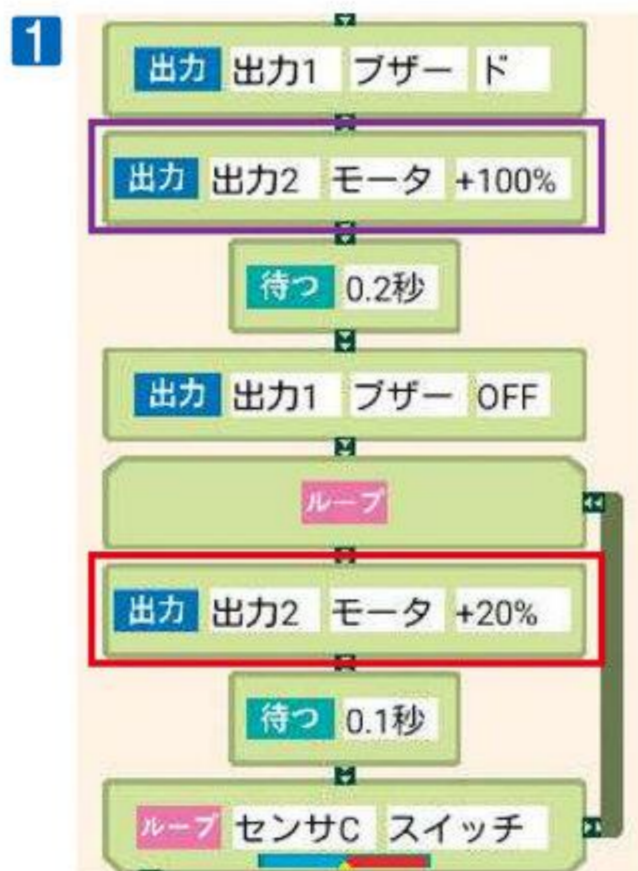 1
出力 出力1 ブザー ド
出力 出力2 モータ +100%
待つ 0.2秒
出力 出力1 ブザー OFF
ループ
出力 出力2 モータ +20%
待つ 0.1秒
ループ センサC スイッチ